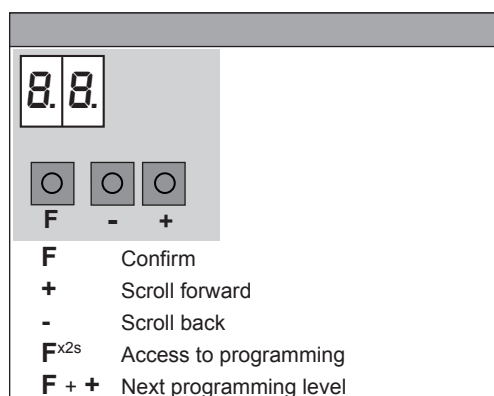 8.8.
F - +
F Confirm
+ Scroll forward
- Scroll back
Fx2s Access to programming
F + + Next programming level